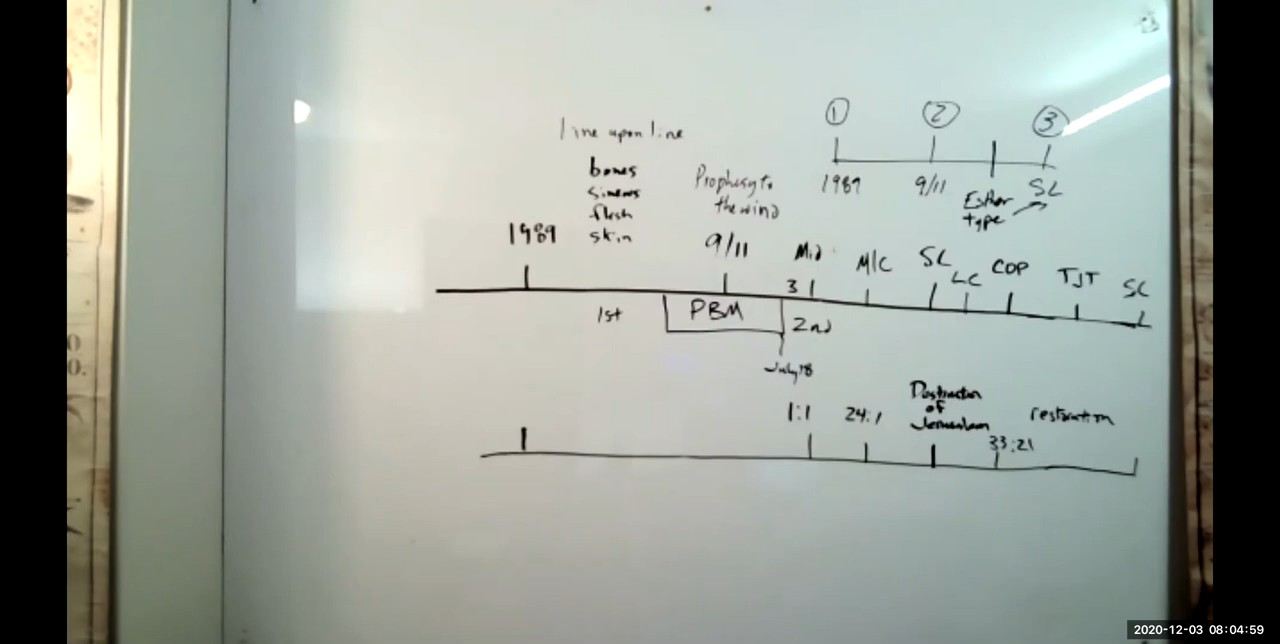 ① ② ③
1989 9/11 Esther type SL
line upon line
bones
sinews
flesh
skin
Prophesy to
the wind
1989 9/11 Mid M/C SL LC COP TJT SL
3
1st PBM 2nd
July 18
1:1 24:1 Destruction
of
Jerusalem
33:21 restoration
2020-12-03 08:04:59